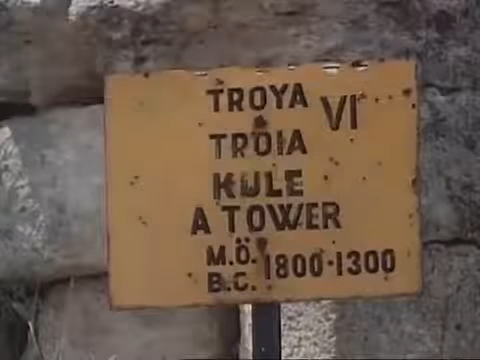 TROYA VI
TROIA
KULE
A TOWER
M.Ö. 1800-1300
B.C.